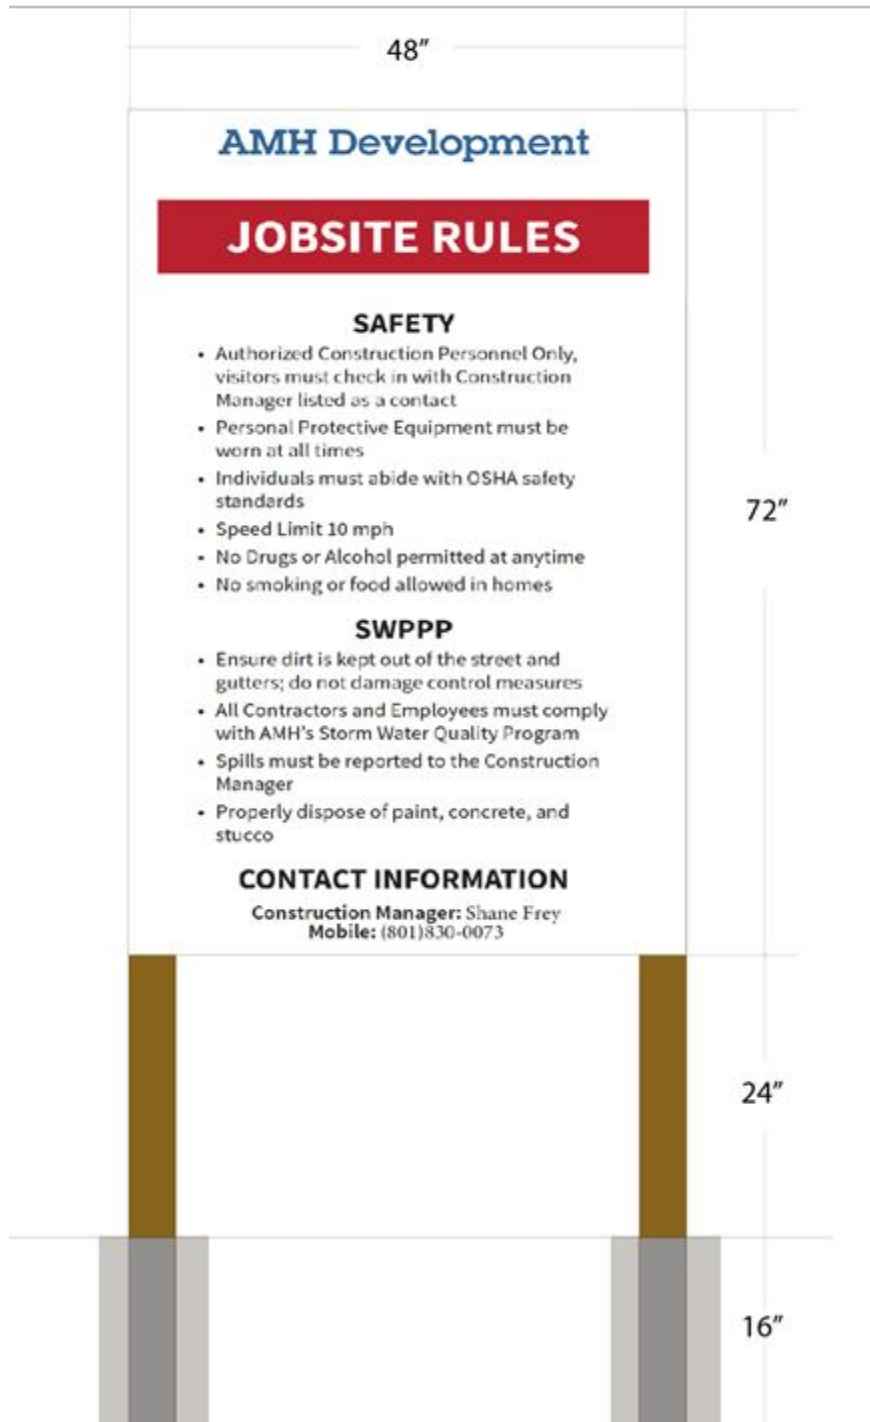 48″
AMH Development
JOBSITE RULES
SAFETY
• Authorized Construction Personnel Only,
visitors must check in with Construction
Manager listed as a contact
• Personal Protective Equipment must be
worn at all times
• Individuals must abide with OSHA safety
standards
• Speed Limit 10 mph
• No Drugs or Alcohol permitted at anytime
• No smoking or food allowed in homes
72″
SWPPP
• Ensure dirt is kept out of the street and
gutters; do not damage control measures
• All Contractors and Employees must comply
with AMH's Storm Water Quality Program
• Spills must be reported to the Construction
Manager
• Properly dispose of paint, concrete, and
stucco
CONTACT INFORMATION
Construction Manager: Shane Frey
Mobile: (801)830-0073
24″
16″